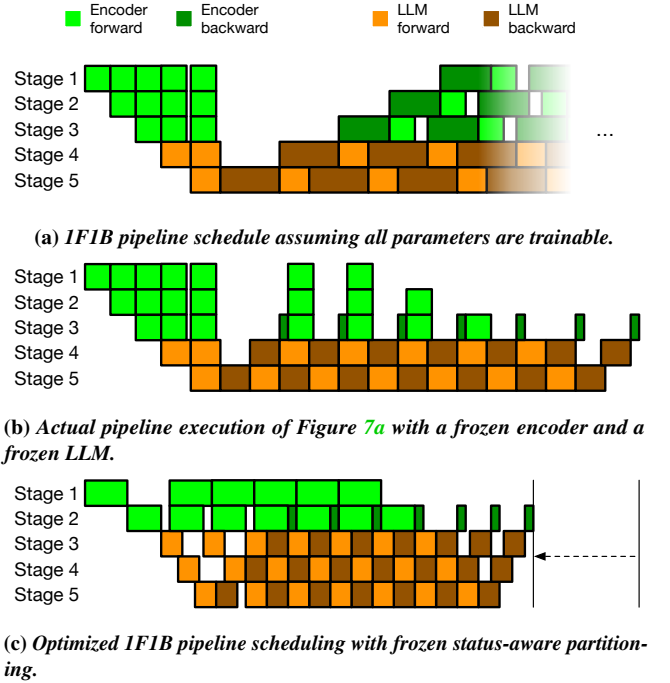 Encoder forward
Encoder backward
LLM forward
LLM backward
Stage 1
Stage 2
Stage 3
Stage 4
Stage 5
...
(a) 1F1B pipeline schedule assuming all parameters are trainable.
Stage 1
Stage 2
Stage 3
Stage 4
Stage 5
(b) Actual pipeline execution of Figure 7a with a frozen encoder and a
frozen LLM.
Stage 1
Stage 2
Stage 3
Stage 4
Stage 5
(c) Optimized 1F1B pipeline scheduling with frozen status-aware partition-
ing.